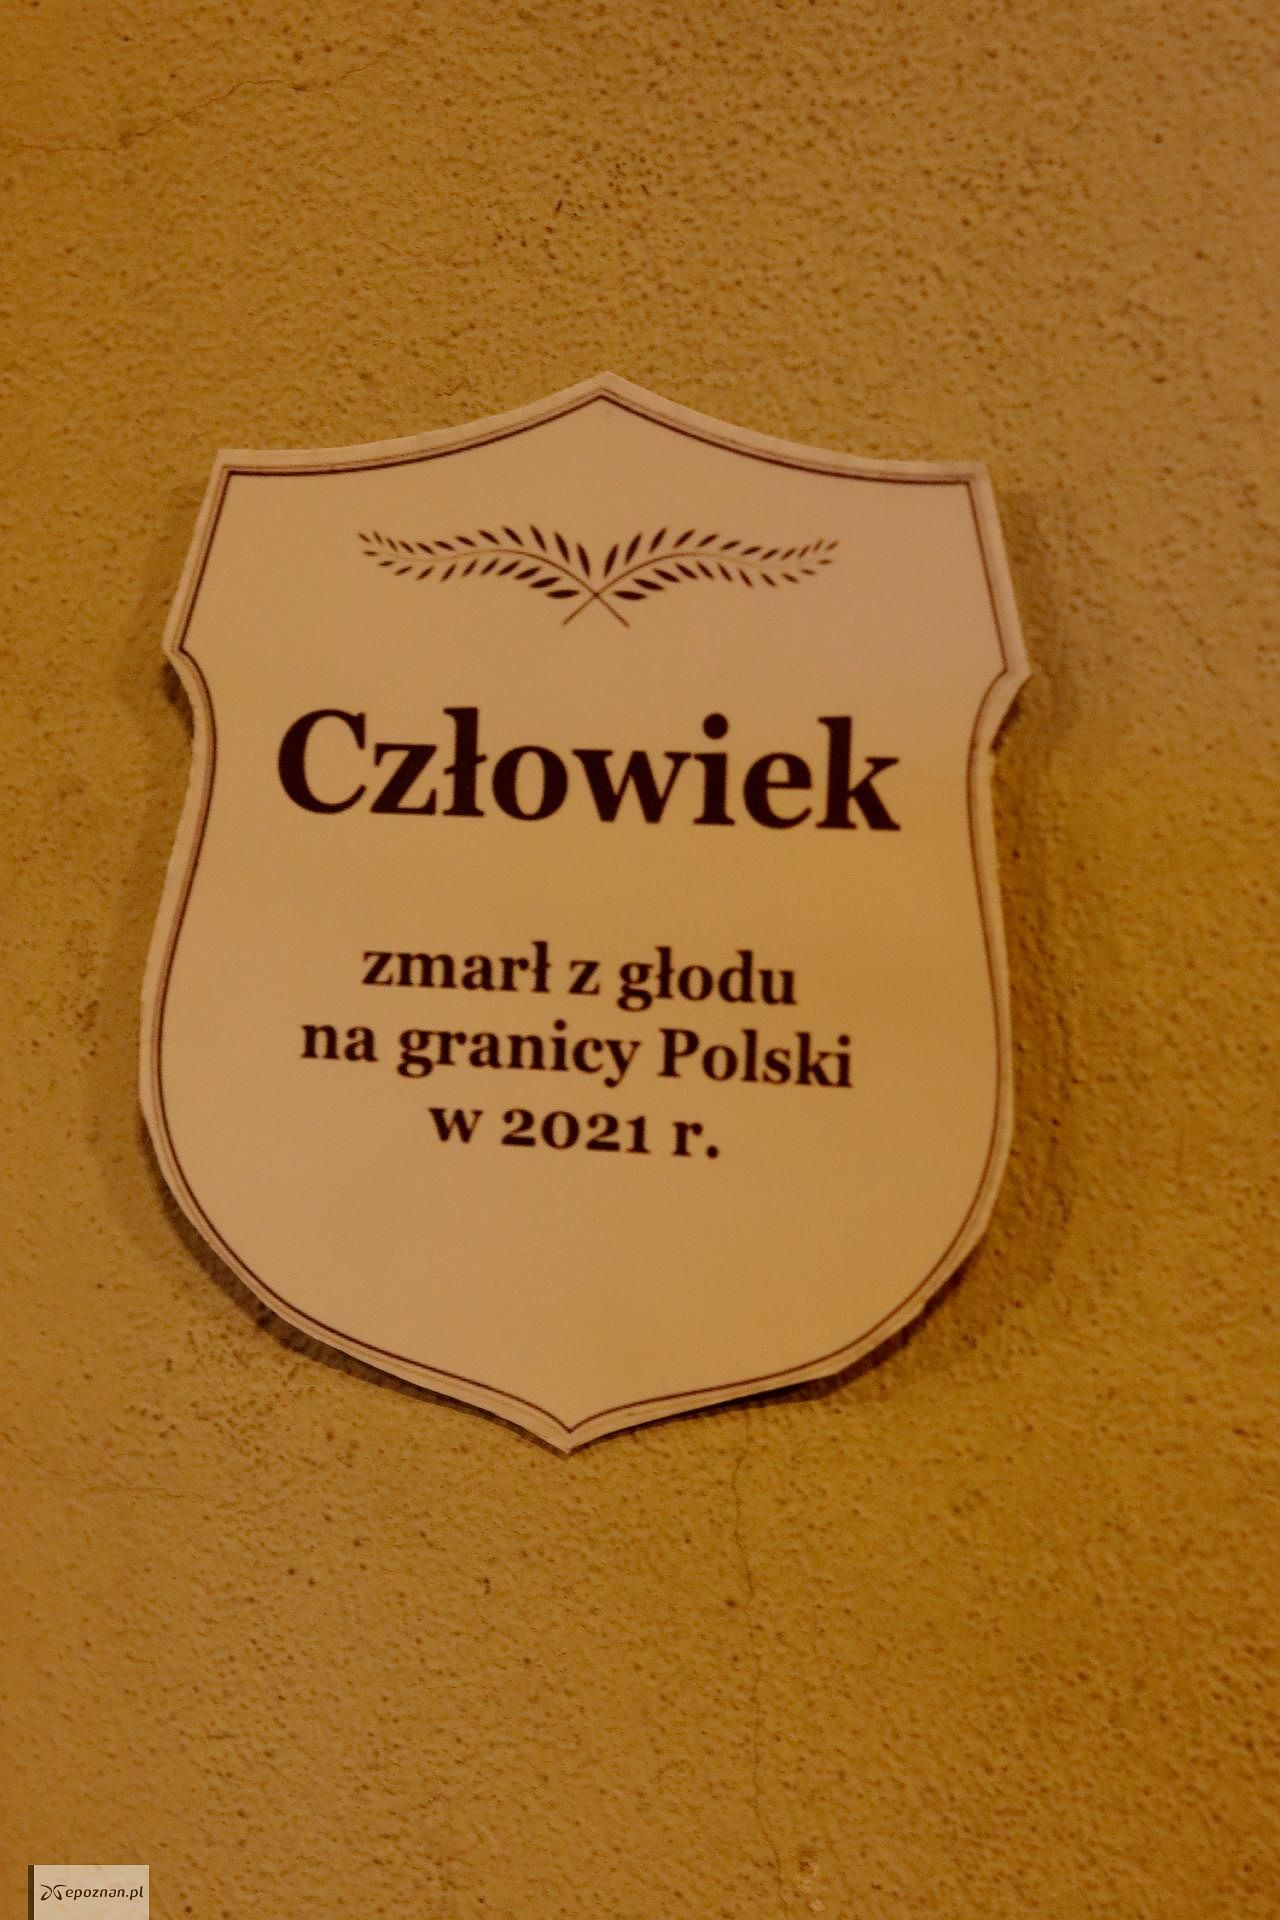 Człowiek
zmarł z głodu
na granicy Polski
w 2021 r.
epoznan.pl